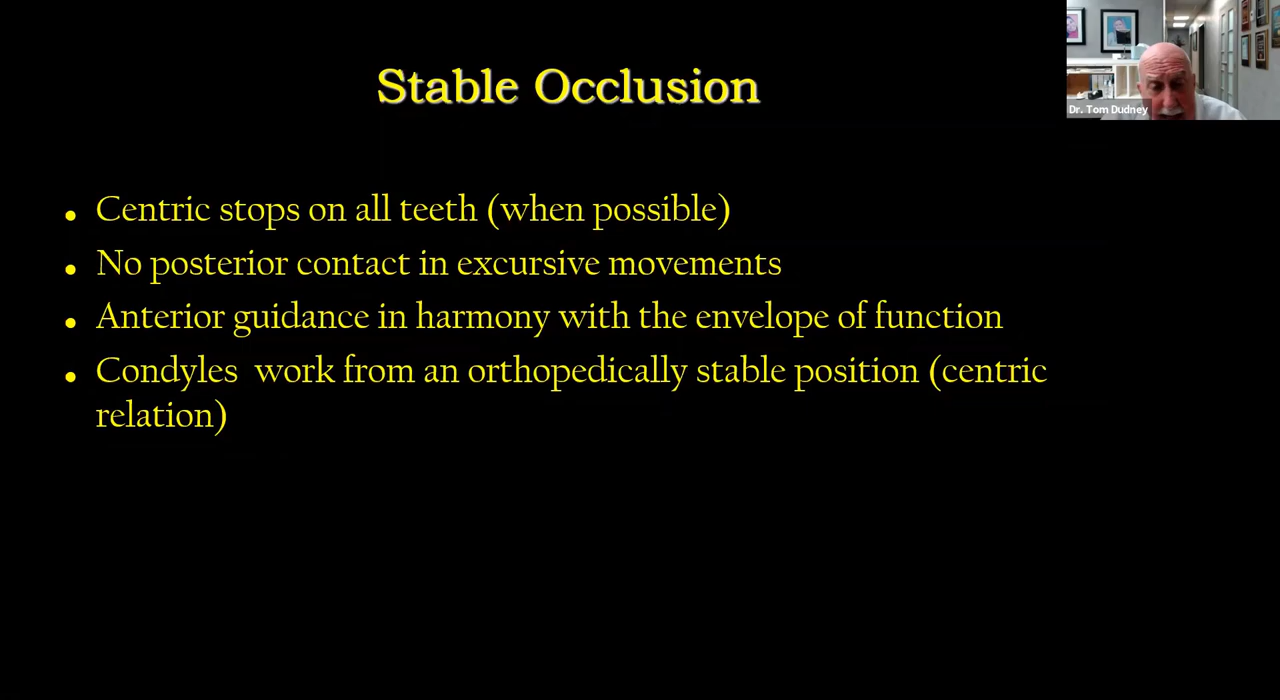 Stable Occlusion
Dr. Tom Dudney
• Centric stops on all teeth (when possible)
• No posterior contact in excursive movements
• Anterior guidance in harmony with the envelope of function
• Condyles  work from an orthopedically stable position (centric
relation)